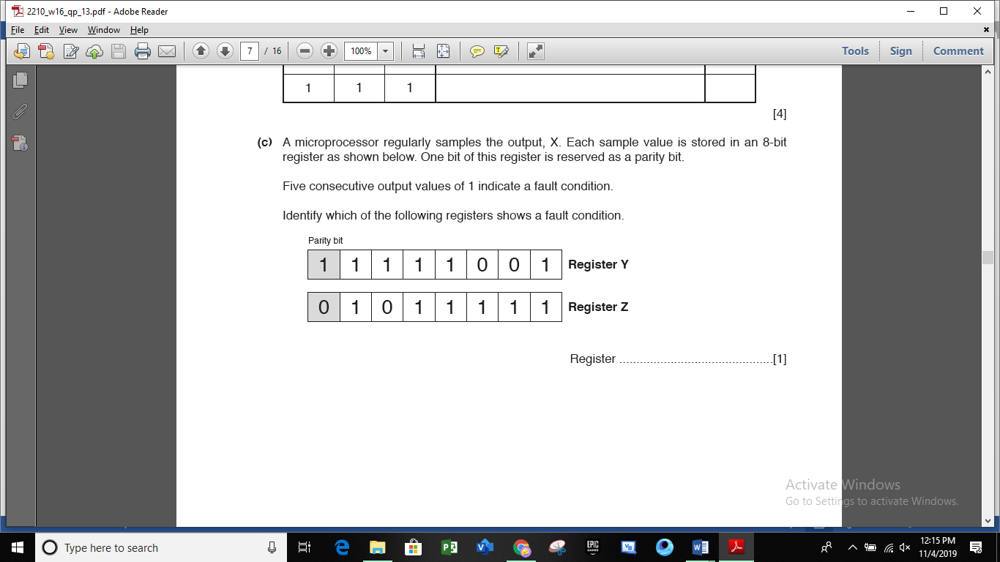 2210_w16_qp_13.pdf - Adobe Reader
File Edit View Window Help
7 / 16 100% Tools Sign Comment
1 1 1
[4]
(c) A microprocessor regularly samples the output, X. Each sample value is stored in an 8-bit
register as shown below. One bit of this register is reserved as a parity bit.
Five consecutive output values of 1 indicate a fault condition.
Identify which of the following registers shows a fault condition.
Parity bit
1 1 1 1 1 0 0 1 Register Y
0 1 0 1 1 1 1 1 Register Z
Register .............................................[1]
Activate Windows
Go to Settings to activate Windows.
Type here to search
12:15 PM
11/4/2019